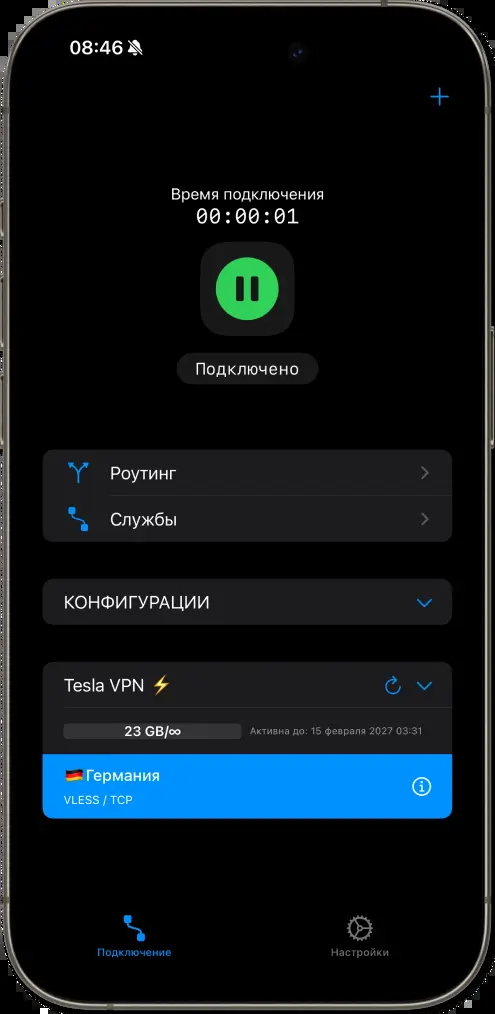 08:46
Время подключения
00:00:01
Подключено
Роутинг
Службы
КОНФИГУРАЦИИ
Tesla VPN ⚡
23 GB/∞ Активна до: 15 февраля 2027 03:31
🇩🇪Германия
VLESS / TCP
Подключение Настройки